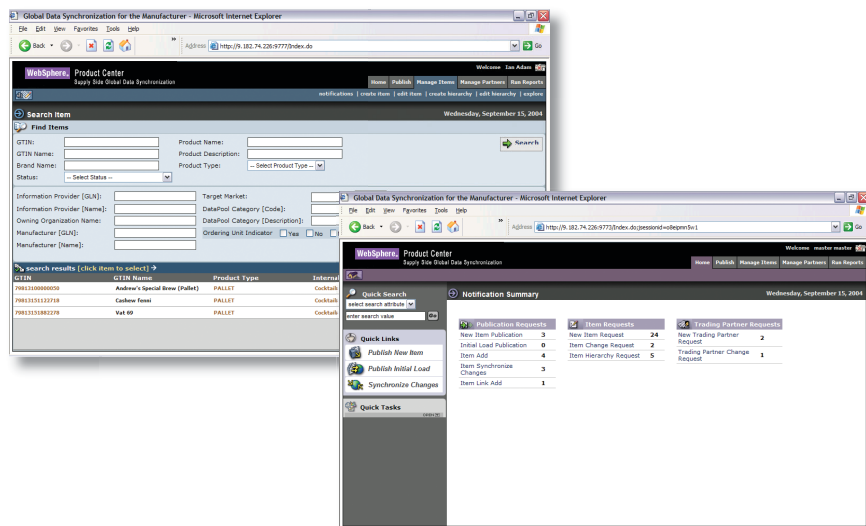 Global Data Synchronization for the Manufacturer - Microsoft Internet Explorer
File Edit View Favorites Tools Help
Back » Address http://9.182.74.226:9777/Index.do Go
WebSphere. Product Center
Supply Side Global Data Synchronization
Welcome Ian Adam
Home Publish Manage Items Manage Partners Run Reports
notifications | create item | edit item | create hierarchy | edit hierarchy | explore
Search Item Wednesday, September 15, 2004
Find Items
GTIN: Product Name: Search
GTIN Name: Product Description:
Brand Name: Product Type: -- Select Product Type --
Status: -- Select Status --
Information Provider [GLN]: Target Market:
Information Provider [Name]: DataPool Category [Code]:
Owning Organization Name: DataPool Category [Description]:
Manufacturer [GLN]: Ordering Unit Indicator Yes No
Manufacturer [Name]:
search results [click item to select]
GTIN GTIN Name Product Type Internal
79813100000050 Andrew's Special Brew (Pallet) PALLET Cocktails
79813151122718 Cashew Fenni PALLET Cocktails
79813151882278 Vat 69 PALLET Cocktails
Global Data Synchronization for the Manufacturer - Microsoft Internet Explorer
File Edit View Favorites Tools Help
Back » Address http://9.182.74.226:9773/Index.do;jsessionid=o8eipmn5w1 Go
WebSphere. Product Center
Supply Side Global Data Synchronization
Welcome master master
Home Publish Manage Items Manage Partners Run Reports
Quick Search
select search attribute
enter search value Go
Quick Links
Publish New Item
Publish Initial Load
Synchronize Changes
Quick Tasks
OPEN
Notification Summary Wednesday, September 15, 2004
Publication Requests
New Item Publication 3
Initial Load Publication 0
Item Add 4
Item Synchronize Changes 3
Item Link Add 1
Item Requests
New Item Request 24
Item Change Request 2
Item Hierarchy Request 5
Trading Partner Requests
New Trading Partner Request 2
Trading Partner Change Request 1